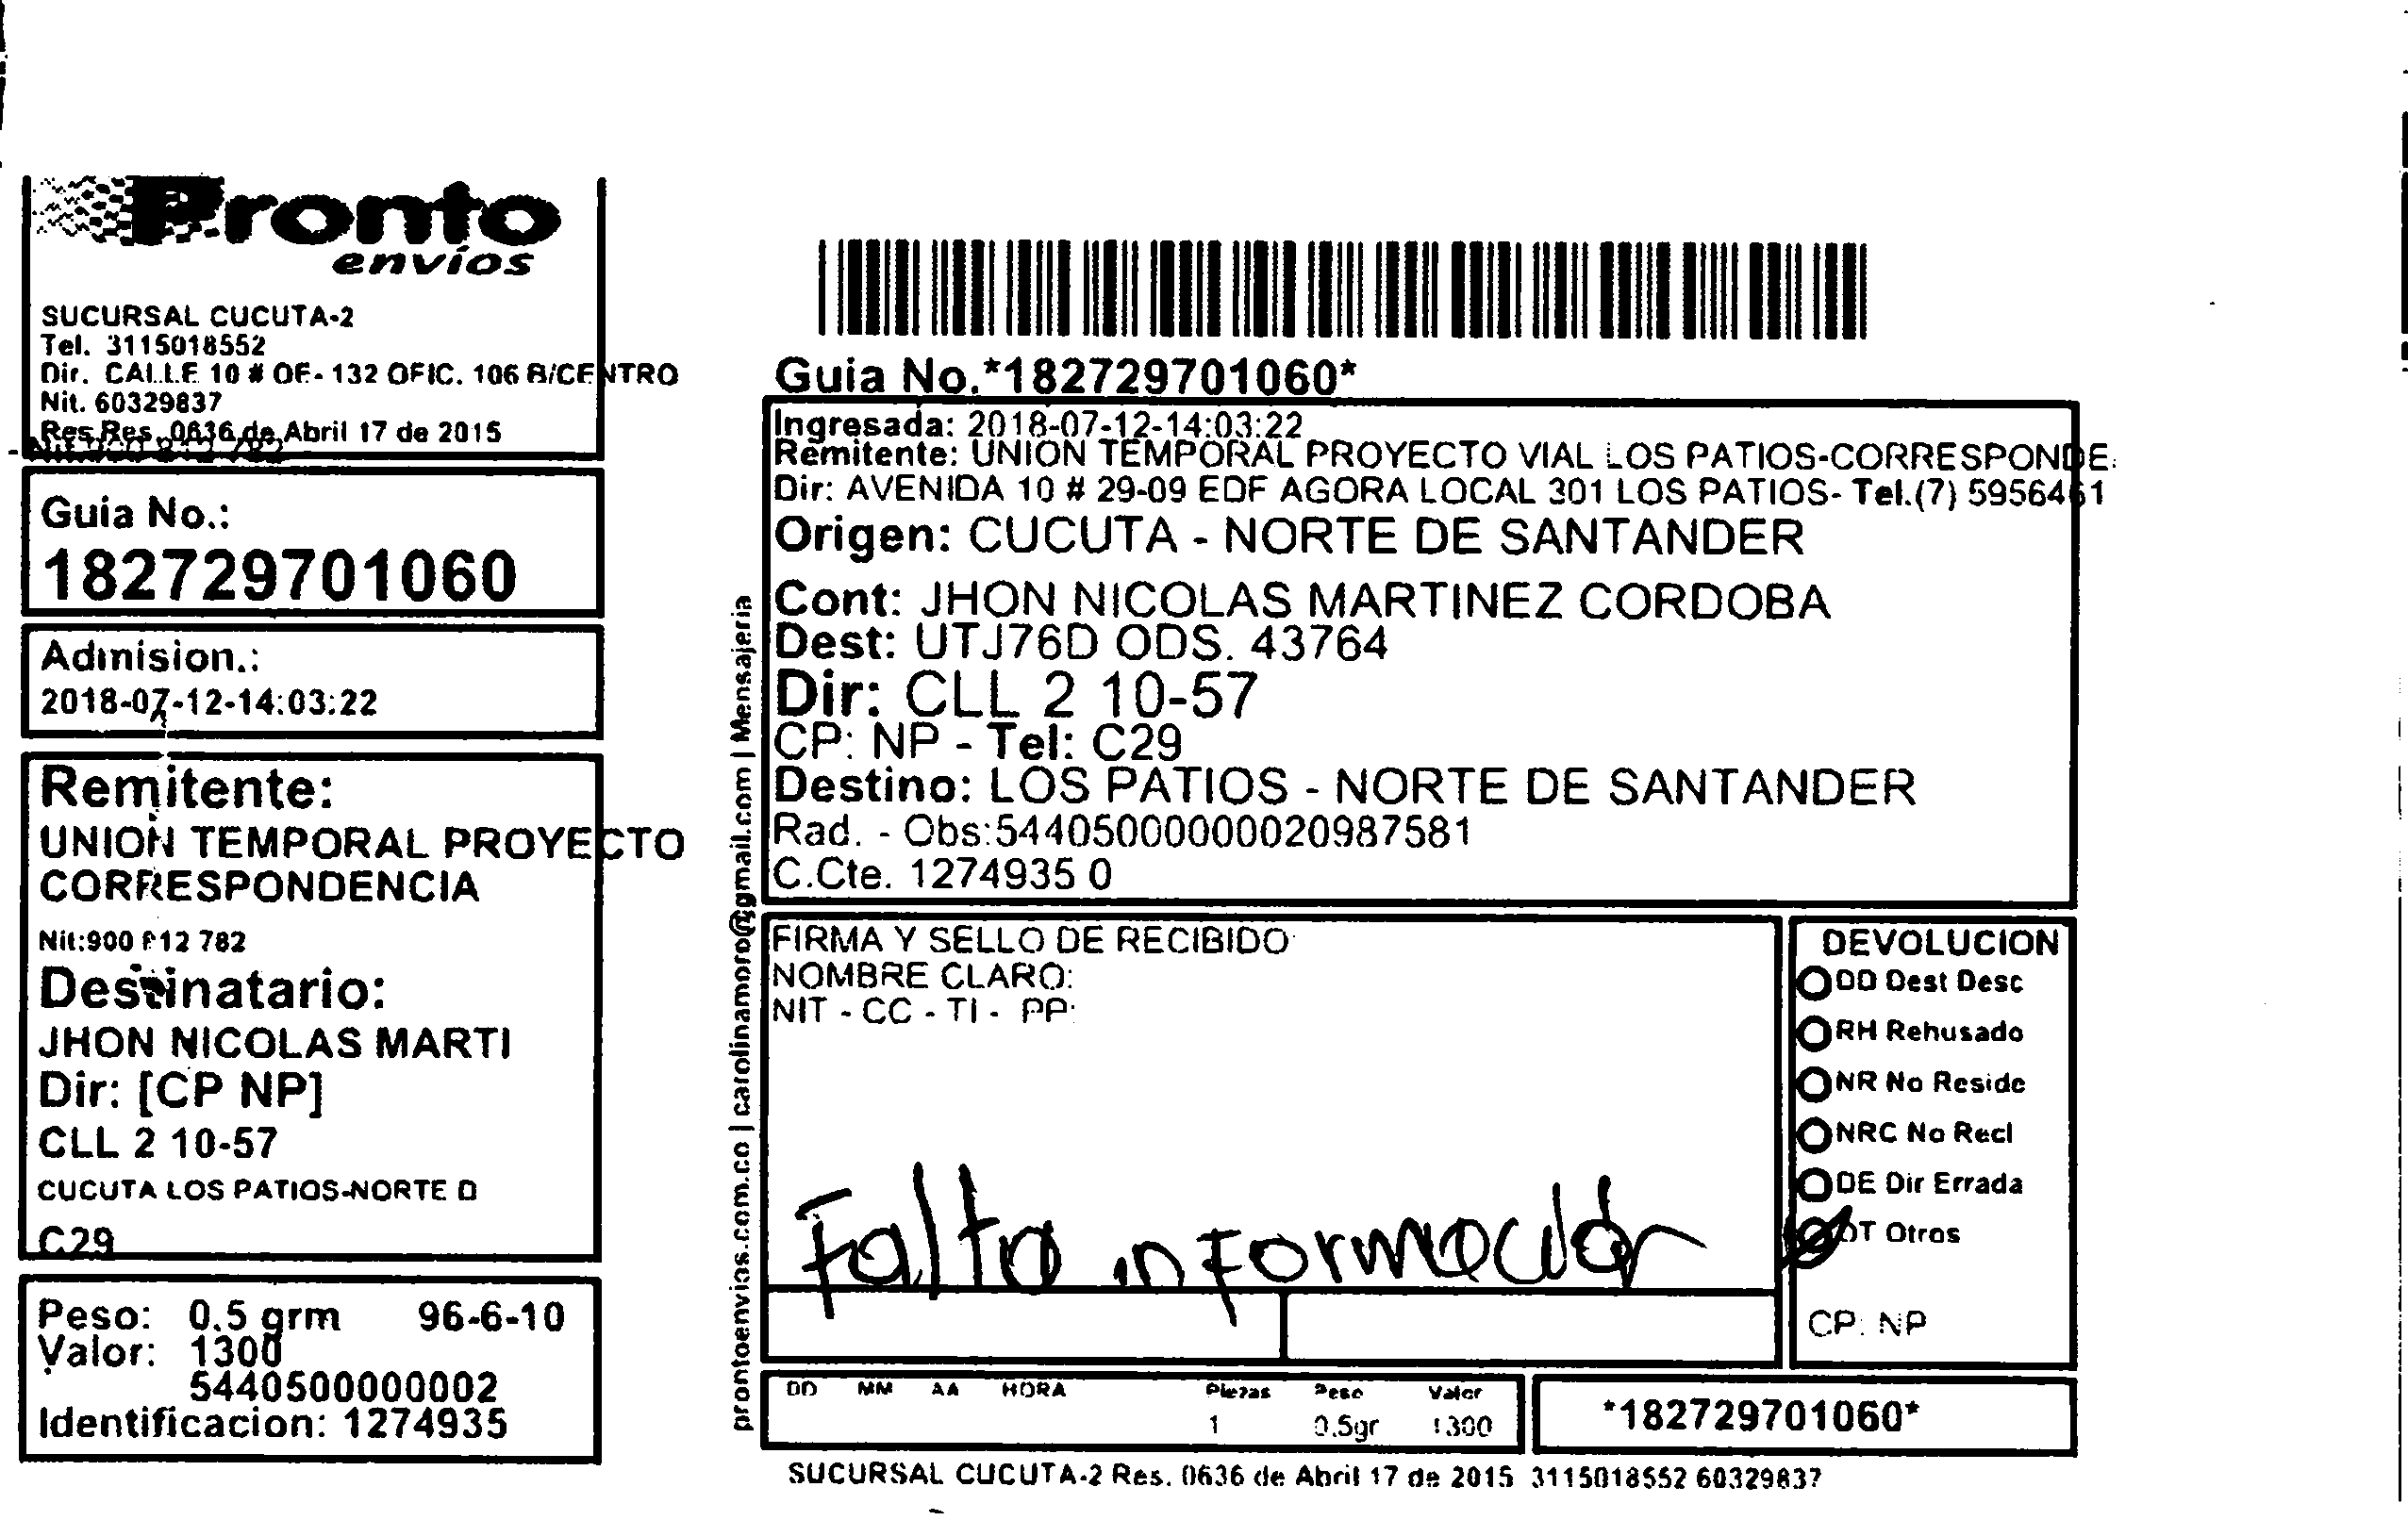 Pronto
envíos
SUCURSAL CUCUTA-2
Tel. 3115018552
Dir. CALLE 10 # OE- 132 OFIC. 106 B/CENTRO
Nit. 60329837
Res.Res. 0636 de Abril 17 de 2015
Guia No.:
182729701060
Admision.:
2018-07-12-14:03:22
Remitente:
UNION TEMPORAL PROYECTO
CORRESPONDENCIA
Nit:900 812 782
Destinatario:
JHON NICOLAS MARTI
Dir: [CP NP]
CLL 2 10-57
CUCUTA LOS PATIOS-NORTE D
C29
Peso: 0.5 grm 96-6-10
Valor: 1300
5440500000002
Identificacion: 1274935
prontoenvios.com.co | carolinamoro@gmail.com | Mensajeria
Guia No.*182729701060*
Ingresada: 2018-07-12-14:03:22
Remitente: UNION TEMPORAL PROYECTO VIAL LOS PATIOS-CORRESPONDE
Dir: AVENIDA 10 # 29-09 EDF AGORA LOCAL 301 LOS PATIOS- Tel.(7) 5956461
Origen: CUCUTA - NORTE DE SANTANDER
Cont: JHON NICOLAS MARTINEZ CORDOBA
Dest: UTJ76D ODS. 43764
Dir: CLL 2 10-57
CP: NP - Tel: C29
Destino: LOS PATIOS - NORTE DE SANTANDER
Rad. - Obs:544050000000020987581
C.Cte. 1274935 0
FIRMA Y SELLO DE RECIBIDO
NOMBRE CLARO:
NIT - CC - TI - PP:
Falta información
DEVOLUCION
DD Dest Desc
RH Rehusado
NR No Reside
NRC No Recl
DE Dir Errada
OT Otros
CP: NP
DD MM AA HORA Piezas Peso Valor
1 0.5gr 1300
*182729701060*
SUCURSAL CUCUTA-2 Res. 0636 de Abril 17 de 2015 3115018552 60329837